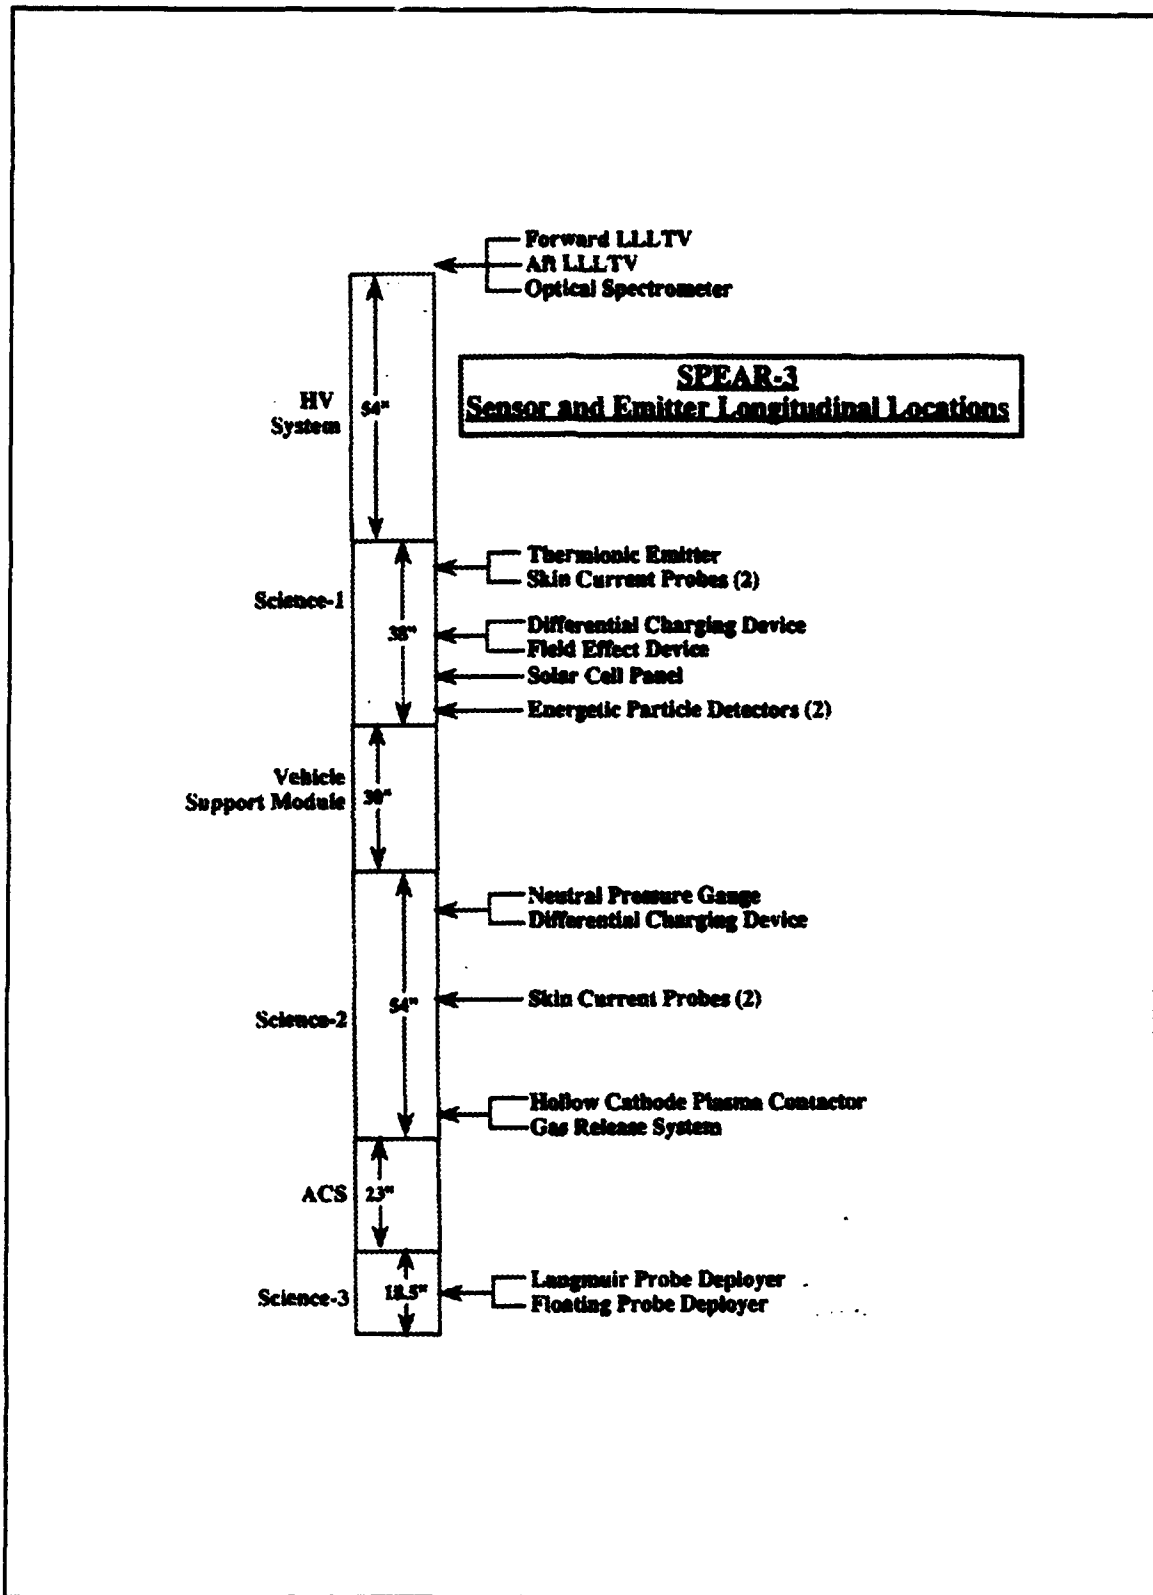 Forward LLLTV
Aft LLLTV
Optical Spectrometer
SPEAR-3
Sensor and Emitter Longitudinal Locations
HV
System
54"
Thermionic Emitter
Skin Current Probes (2)
Science-1
38"
Differential Charging Device
Field Effect Device
Solar Cell Panel
Energetic Particle Detectors (2)
Vehicle
Support Module
30"
Neutral Pressure Gauge
Differential Charging Device
Science-2
54"
Skin Current Probes (2)
Hollow Cathode Plasma Contactor
Gas Release System
ACS
23"
Science-3
18.5"
Langmuir Probe Deployer
Floating Probe Deployer